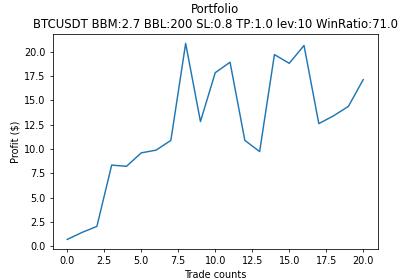 Portfolio
BTCUSDT BBM:2.7 BBL:200 SL:0.8 TP:1.0 lev:10 WinRatio:71.0
20.0
17.5
15.0
12.5
10.0
7.5
5.0
2.5
0.0
Profit ($)
0.0 2.5 5.0 7.5 10.0 12.5 15.0 17.5 20.0
Trade counts